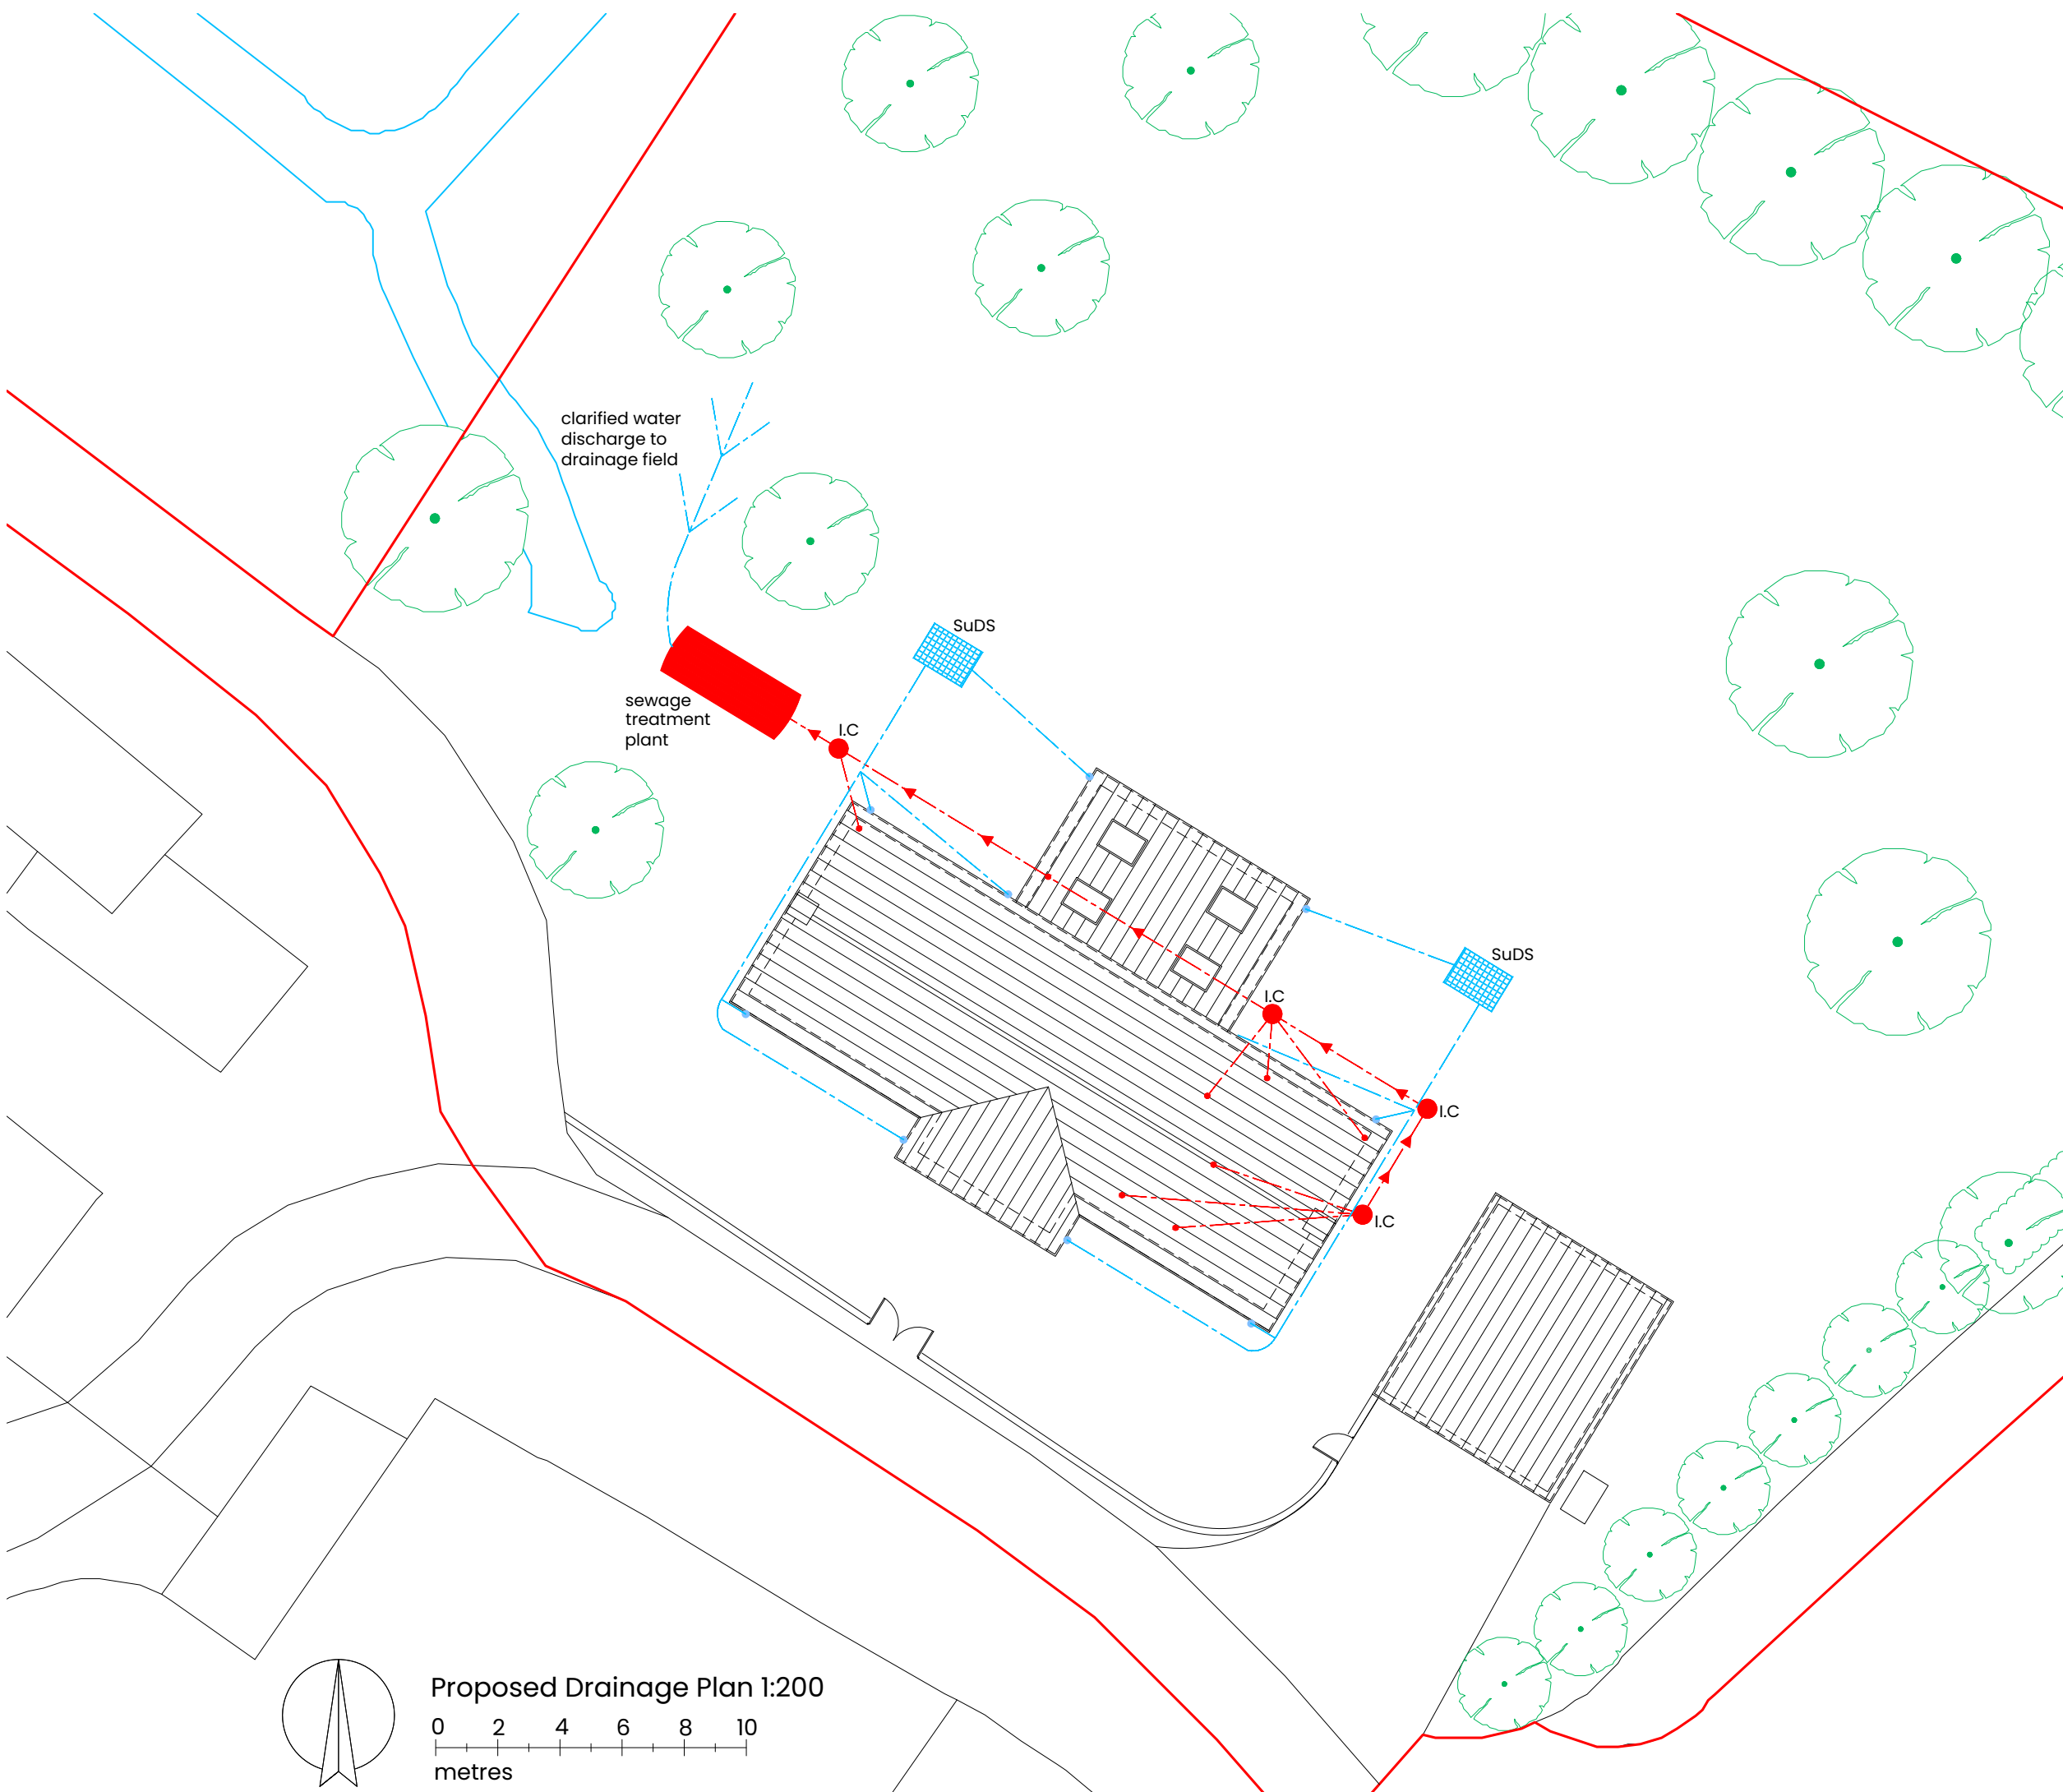 clarified water
discharge to
drainage field
SuDS
sewage
treatment
plant
I.C
SuDS
I.C
I.C
I.C
Proposed Drainage Plan 1:200
0 2 4 6 8 10
metres